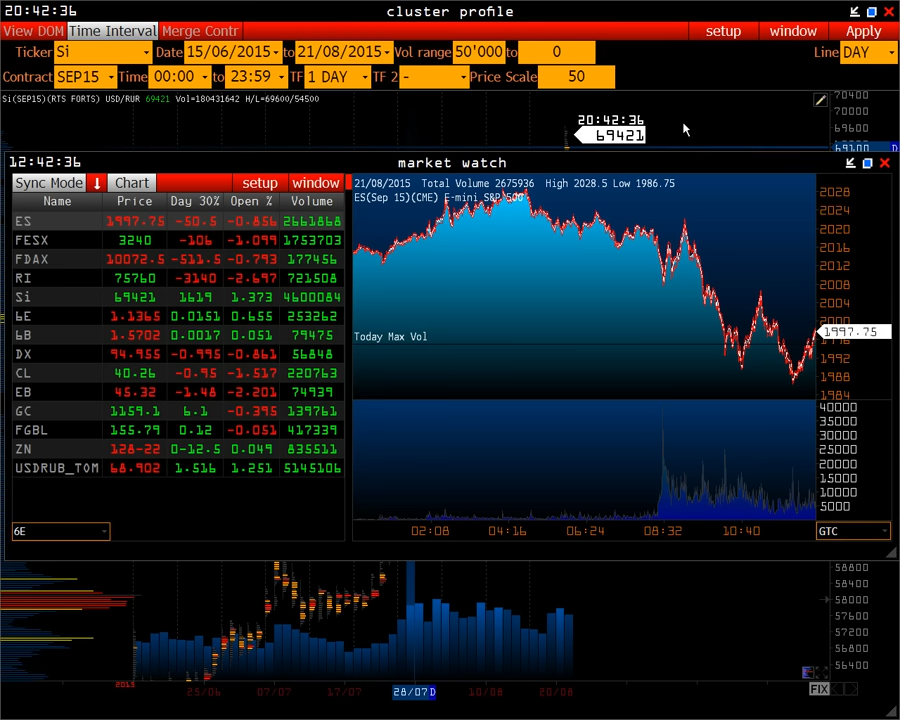 20:42:36 cluster profile
View DOM Time Interval Merge Contr setup window Apply
Ticker Si Date 15/06/2015 to 21/08/2015 Vol range 50'000 to 0 Line DAY
Contract SEP15 Time 00:00 to 23:59 TF 1 DAY TF 2 - Price Scale 50
Si(SEP15)(RTS FORTS) USD/RUR 69421 Vol=180431642 H/L=69600/54500
70400
70000
69600
69100 D
20:42:36
69421
12:42:36 market watch
Sync Mode Chart setup window
Name Price Day 30% Open % Volume
ES 1997.75 -50.5 -0.856 2661868
FESX 3240 -106 -1.099 1753703
FDAX 10072.5 -511.5 -0.793 177456
RI 75760 -3140 -2.697 721508
Si 69421 1619 1.373 4600084
6E 1.1365 0.0151 0.655 253262
6B 1.5702 0.0017 0.051 79475
DX 94.955 -0.995 -0.861 56848
CL 40.26 -0.95 -1.517 220763
EB 45.32 -1.48 -2.201 74939
GC 1159.1 6.1 -0.395 139761
FGBL 155.79 0.12 -0.051 417339
ZN 128-22 0-12.5 0.049 835511
USDRUB_TOM 68.902 1.516 1.251 5145106
6E
21/08/2015 Total Volume 2675936 High 2028.5 Low 1986.75
ES(Sep 15)(CME) E-mini S&P 500
Today Max Vol
2028
2024
2020
2016
2012
2008
2004
2000
1997.75
1996
1992
1988
1984
40000
35000
30000
25000
20000
15000
10000
5000
02:08 04:16 06:24 08:32 10:40
GTC
58800
58400
58000
57600
57200
56800
56400
2015
25/06 07/07 17/07 28/07 D 10/08 20/08
FIX